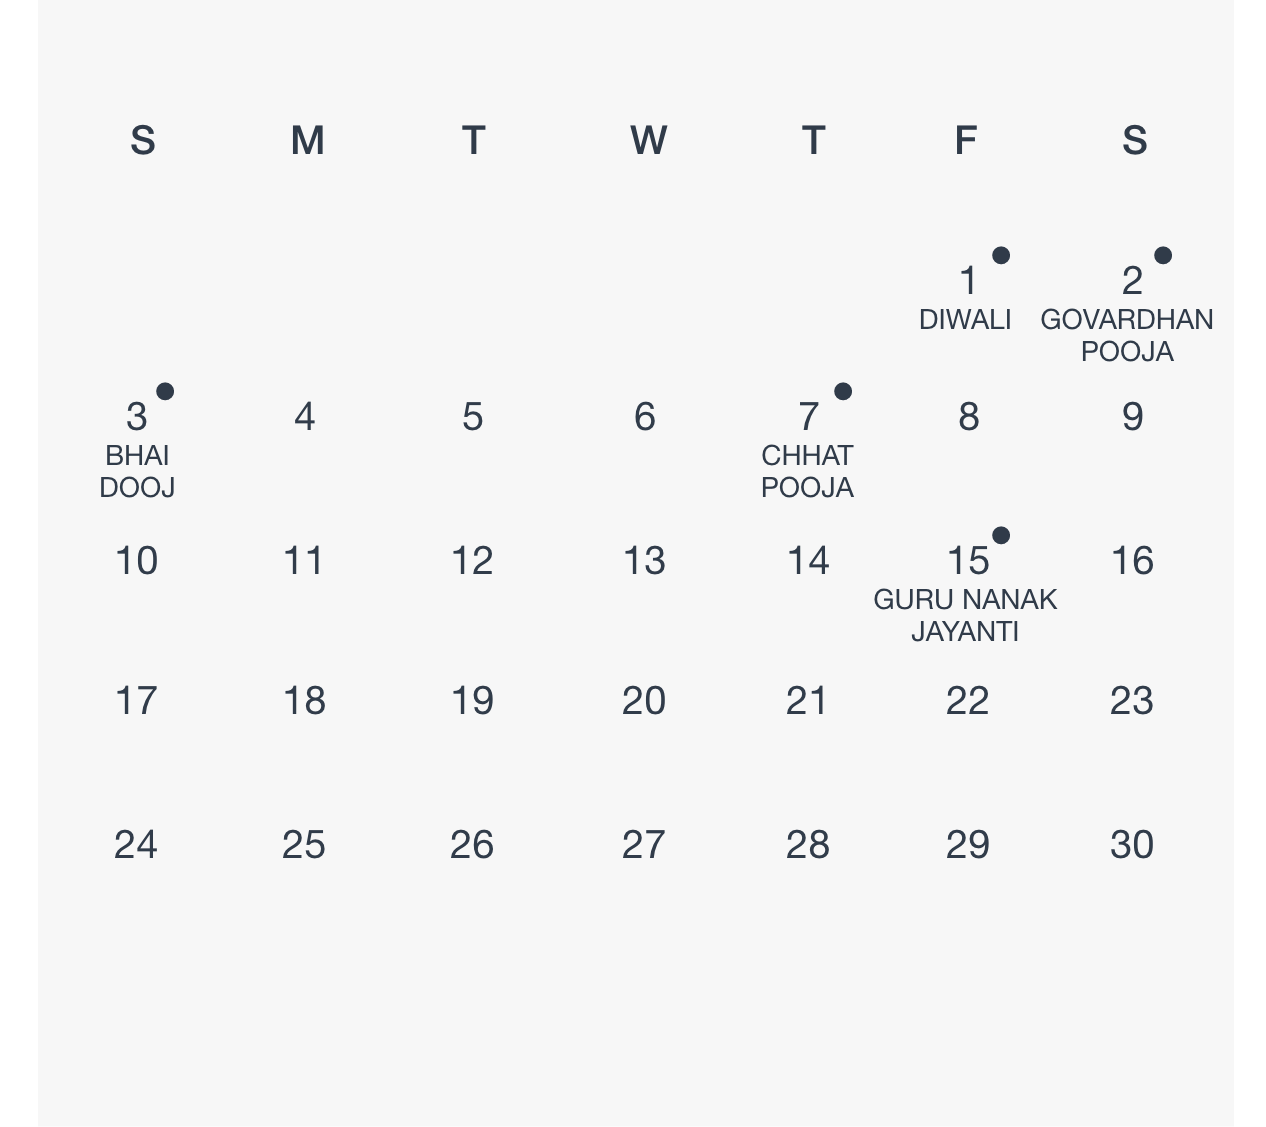 S M T W T F S
1 2
DIWALI GOVARDHAN
POOJA
3 4 5 6 7 8 9
BHAI CHHAT
DOOJ POOJA
10 11 12 13 14 15 16
GURU NANAK
JAYANTI
17 18 19 20 21 22 23
24 25 26 27 28 29 30